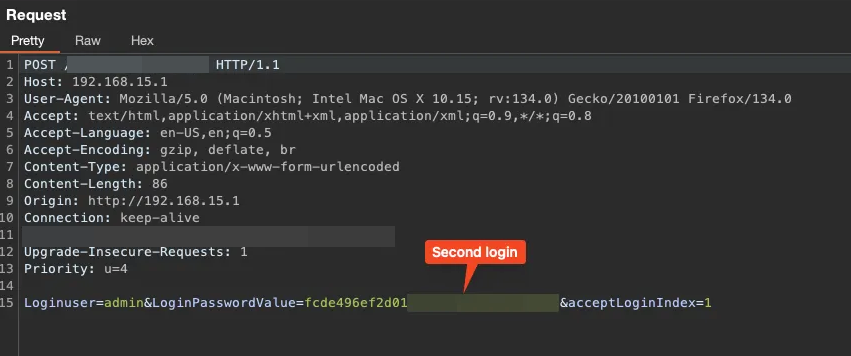 Request
Pretty Raw Hex
1 POST / HTTP/1.1
2 Host: 192.168.15.1
3 User-Agent: Mozilla/5.0 (Macintosh; Intel Mac OS X 10.15; rv:134.0) Gecko/20100101 Firefox/134.0
4 Accept: text/html,application/xhtml+xml,application/xml;q=0.9,*/*;q=0.8
5 Accept-Language: en-US,en;q=0.5
6 Accept-Encoding: gzip, deflate, br
7 Content-Type: application/x-www-form-urlencoded
8 Content-Length: 86
9 Origin: http://192.168.15.1
10 Connection: keep-alive
11
12 Upgrade-Insecure-Requests: 1
Second login
13 Priority: u=4
14
15 Loginuser=admin&LoginPasswordValue=fcde496ef2d01 &acceptLoginIndex=1